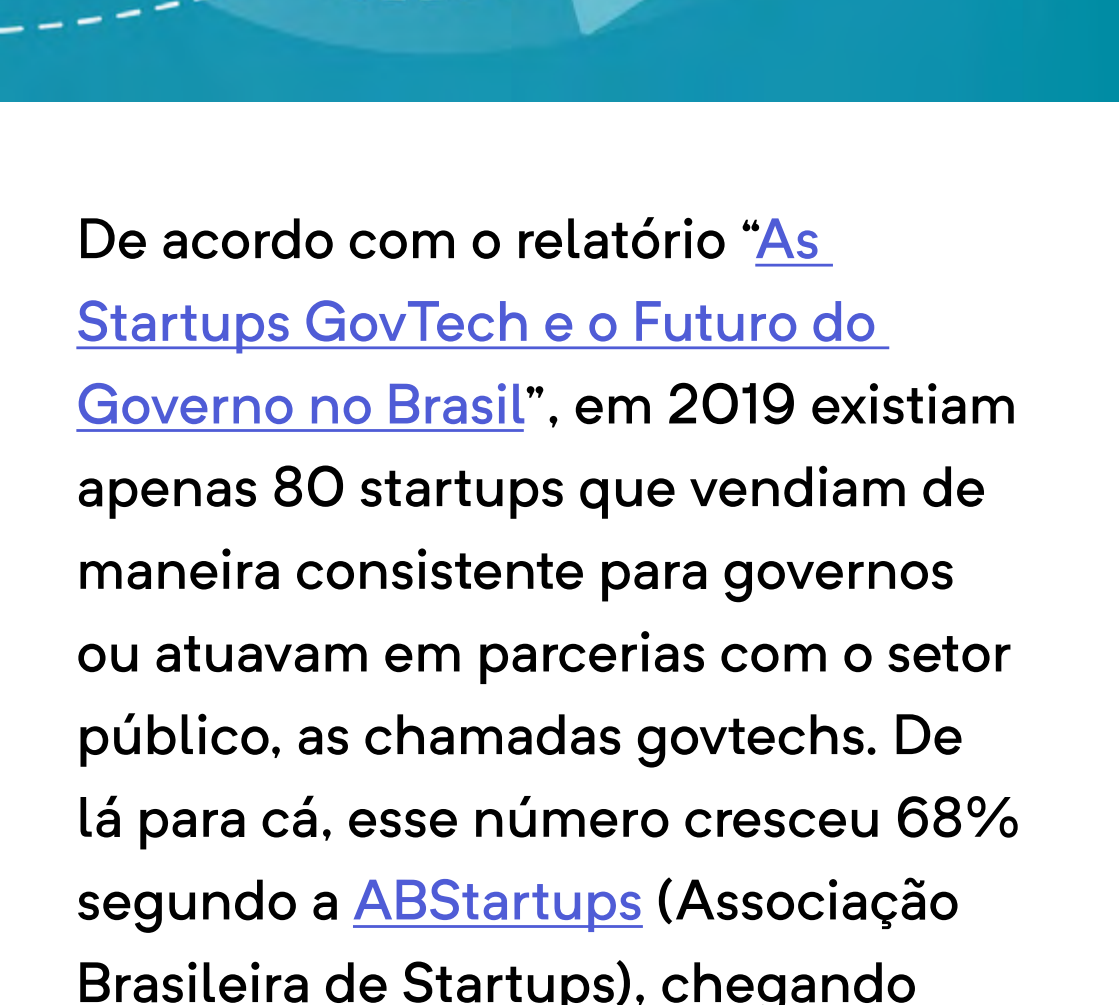 De acordo com o relatório “As
Startups GovTech e o Futuro do
Governo no Brasil”, em 2019 existiam
apenas 80 startups que vendiam de
maneira consistente para governos
ou atuavam em parcerias com o setor
público, as chamadas govtechs. De
lá para cá, esse número cresceu 68%
segundo a ABStartups (Associação
Brasileira de Startups), chegando